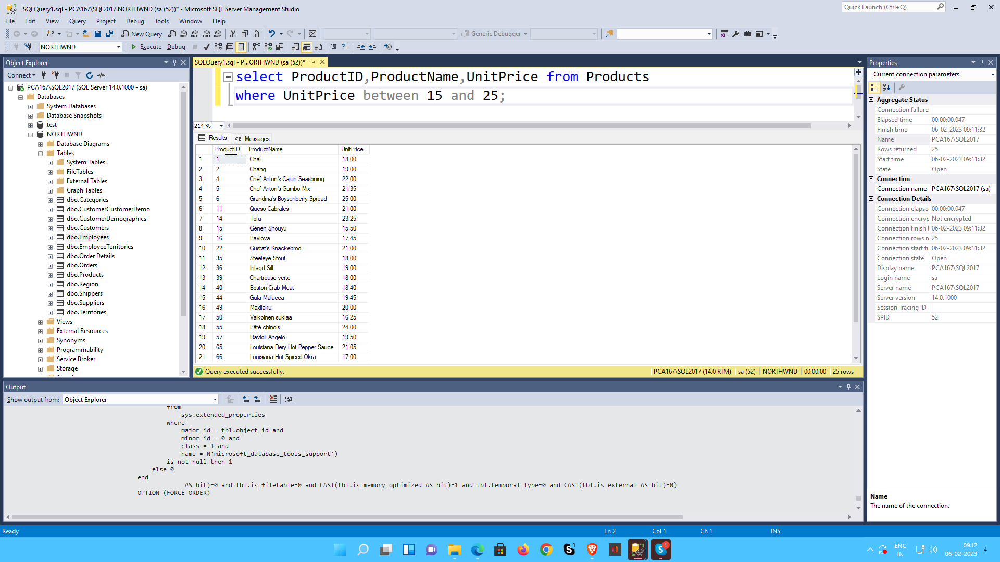 SQLQuery1.sql - PCA167\SQL2017.NORTHWND (sa (52))* - Microsoft SQL Server Management Studio
Quick Launch (Ctrl+Q)
File Edit View Query Project Debug Tools Window Help
New Query
MDX DMX XMLA DAX
Generic Debugger
NORTHWND
Execute Debug
Object Explorer
Connect
PCA167\SQL2017 (SQL Server 14.0.1000 - sa)
Databases
System Databases
Database Snapshots
test
NORTHWND
Database Diagrams
Tables
System Tables
FileTables
External Tables
Graph Tables
dbo.Categories
dbo.CustomerCustomerDemo
dbo.CustomerDemographics
dbo.Customers
dbo.Employees
dbo.EmployeeTerritories
dbo.Order Details
dbo.Orders
dbo.Products
dbo.Region
dbo.Shippers
dbo.Suppliers
dbo.Territories
Views
External Resources
Synonyms
Programmability
Service Broker
Storage
SQLQuery1.sql - P...ORTHWND (sa (52))*
select ProductID,ProductName,UnitPrice from Products
where UnitPrice between 15 and 25;
214 %
Results Messages
ProductID ProductName UnitPrice
1 1 Chai 18.00
2 2 Chang 19.00
3 4 Chef Anton's Cajun Seasoning 22.00
4 5 Chef Anton's Gumbo Mix 21.35
5 6 Grandma's Boysenberry Spread 25.00
6 11 Queso Cabrales 21.00
7 14 Tofu 23.25
8 15 Genen Shouyu 15.50
9 16 Pavlova 17.45
10 22 Gustaf's Knäckebröd 21.00
11 35 Steeleye Stout 18.00
12 36 Inlagd Sill 19.00
13 39 Chartreuse verte 18.00
14 40 Boston Crab Meat 18.40
15 44 Gula Malacca 19.45
16 49 Maxilaku 20.00
17 50 Valkoinen suklaa 16.25
18 55 Pâté chinois 24.00
19 57 Ravioli Angelo 19.50
20 65 Louisiana Fiery Hot Pepper Sauce 21.05
21 66 Louisiana Hot Spiced Okra 17.00
Query executed successfully.
PCA167\SQL2017 (14.0 RTM) sa (52) NORTHWND 00:00:00 25 rows
Properties
Current connection parameters
Aggregate Status
Connection failures
Elapsed time 00:00:00.047
Finish time 06-02-2023 09:11:32
Name PCA167\SQL2017
Rows returned 25
Start time 06-02-2023 09:11:32
State Open
Connection
Connection name PCA167\SQL2017 (sa)
Connection Details
Connection elapse 00:00:00.047
Connection encryp Not encrypted
Connection finish t 06-02-2023 09:11:32
Connection rows re 25
Connection start ti 06-02-2023 09:11:32
Connection state Open
Display name PCA167\SQL2017
Login name sa
Server name PCA167\SQL2017
Server version 14.0.1000
Session Tracing ID
SPID 52
Name
The name of the connection.
Output
Show output from: Object Explorer
from
sys.extended_properties
where
major_id = tbl.object_id and
minor_id = 0 and
class = 1 and
name = N'microsoft_database_tools_support')
is not null then 1
else 0
end
AS bit)=0 and tbl.is_filetable=0 and CAST(tbl.is_memory_optimized AS bit)=1 and tbl.temporal_type=0 and CAST(tbl.is_external AS bit)=0)
OPTION (FORCE ORDER)
Ready Ln 2 Col 1 Ch 1 INS
ENG
IN
09:12
06-02-2023
4